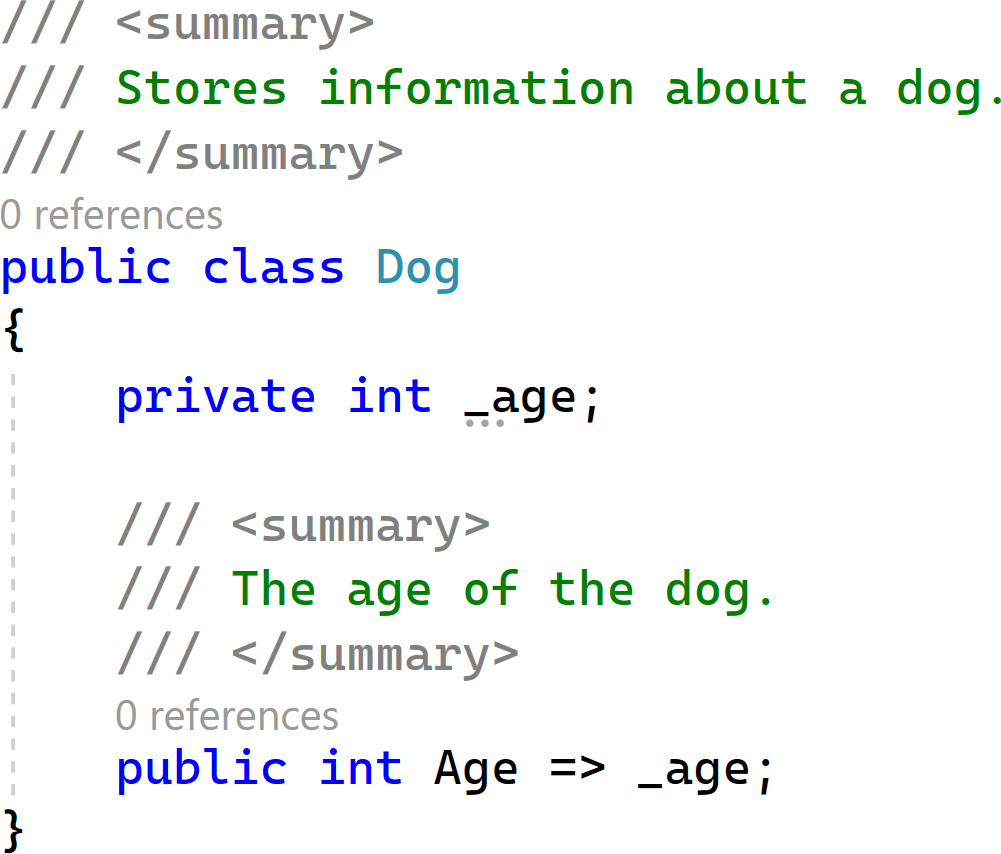 /// <summary>
/// Stores information about a dog.
/// </summary>
0 references
public class Dog
{
private int _age;
/// <summary>
/// The age of the dog.
/// </summary>
0 references
public int Age => _age;
}